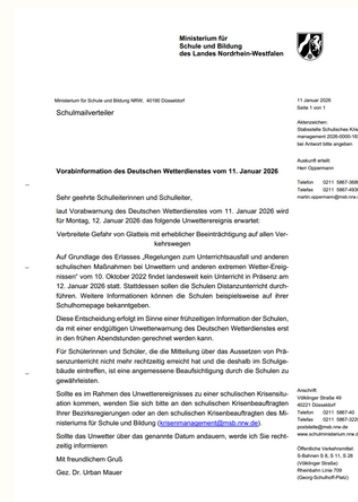 Ministerium für
Schule und Bildung
des Landes Nordrhein-Westfalen
Ministerium für Schule und Bildung NRW, 40190 Düsseldorf
Schulmailverteiler
11 Januar 2026
Seite 1 von 1
Aktenzeichen:
Stabsstelle Schulisches Kris
management 2026-0000-16
bei Antwort bitte angeben
Auskunft erteilt:
Herr Oppermann
Telefon 0211 5867-368
Telefax 0211 5867-493
Vorabinformation des Deutschen Wetterdienstes vom 11. Januar 2026
Sehr geehrte Schulleiterinnen und Schulleiter,
laut Vorabwarnung des Deutschen Wetterdienstes vom 11. Januar 2026 wird
für Montag, 12. Januar 2026 das folgende Unwetterereignis erwartet:
Verbreitete Gefahr von Glatteis mit erheblicher Beeinträchtigung auf allen Ver-
kehrswegen
Auf Grundlage des Erlasses „Regelungen zum Unterrichtsausfall und anderen
schulischen Maßnahmen bei Unwettern und anderen extremen Wetter-Ereig-
nissen“ vom 10. Oktober 2022 findet landesweit kein Unterricht in Präsenz am
12. Januar 2026 statt. Stattdessen sollen die Schulen Distanzunterricht durch-
führen. Weitere Informationen können die Schulen beispielsweise auf ihrer
Schulhomepage bekanntgeben.
Diese Entscheidung erfolgt im Sinne einer frühzeitigen Information der Schulen,
da mit einer endgültigen Unwetterwarnung des Deutschen Wetterdienstes erst
in den frühen Abendstunden gerechnet werden kann.
Für Schülerinnen und Schüler, die die Mitteilung über das Aussetzen von Prä-
senzunterricht nicht mehr rechtzeitig erreicht hat und die deshalb im Schulge-
bäude eintreffen, ist eine angemessene Beaufsichtigung durch die Schulen zu
gewährleisten.
Sollte es im Rahmen des Unwetterereignisses zu einer schulischen Krisensitu-
ation kommen, wenden Sie sich bitte an den schulischen Krisenbeauftragten
Ihrer Bezirksregierung oder an den schulischen Krisenbeauftragten des Mi-
nisteriums für Schule und Bildung (krisenmanagement@msb.nrw.de).
Sollte das Unwetter über das genannte Datum andauern, werde ich Sie recht-
zeitig informieren
Mit freundlichem Gruß
Gez. Dr. Urban Mauer
Anschrift:
Völklinger Straße 49
40221 Düsseldorf
Telefon 0211 5867-40
Telefax 0211 5867-322
poststelle@msb.nrw.de
www.schulministerium.nrw.d
Öffentliche Verkehrsmittel:
S-Bahnen S 8, S 11, S 28
(Völklinger Straße)
Rheinbahn Linie 709
(Georg-Schulhoff-Platz)